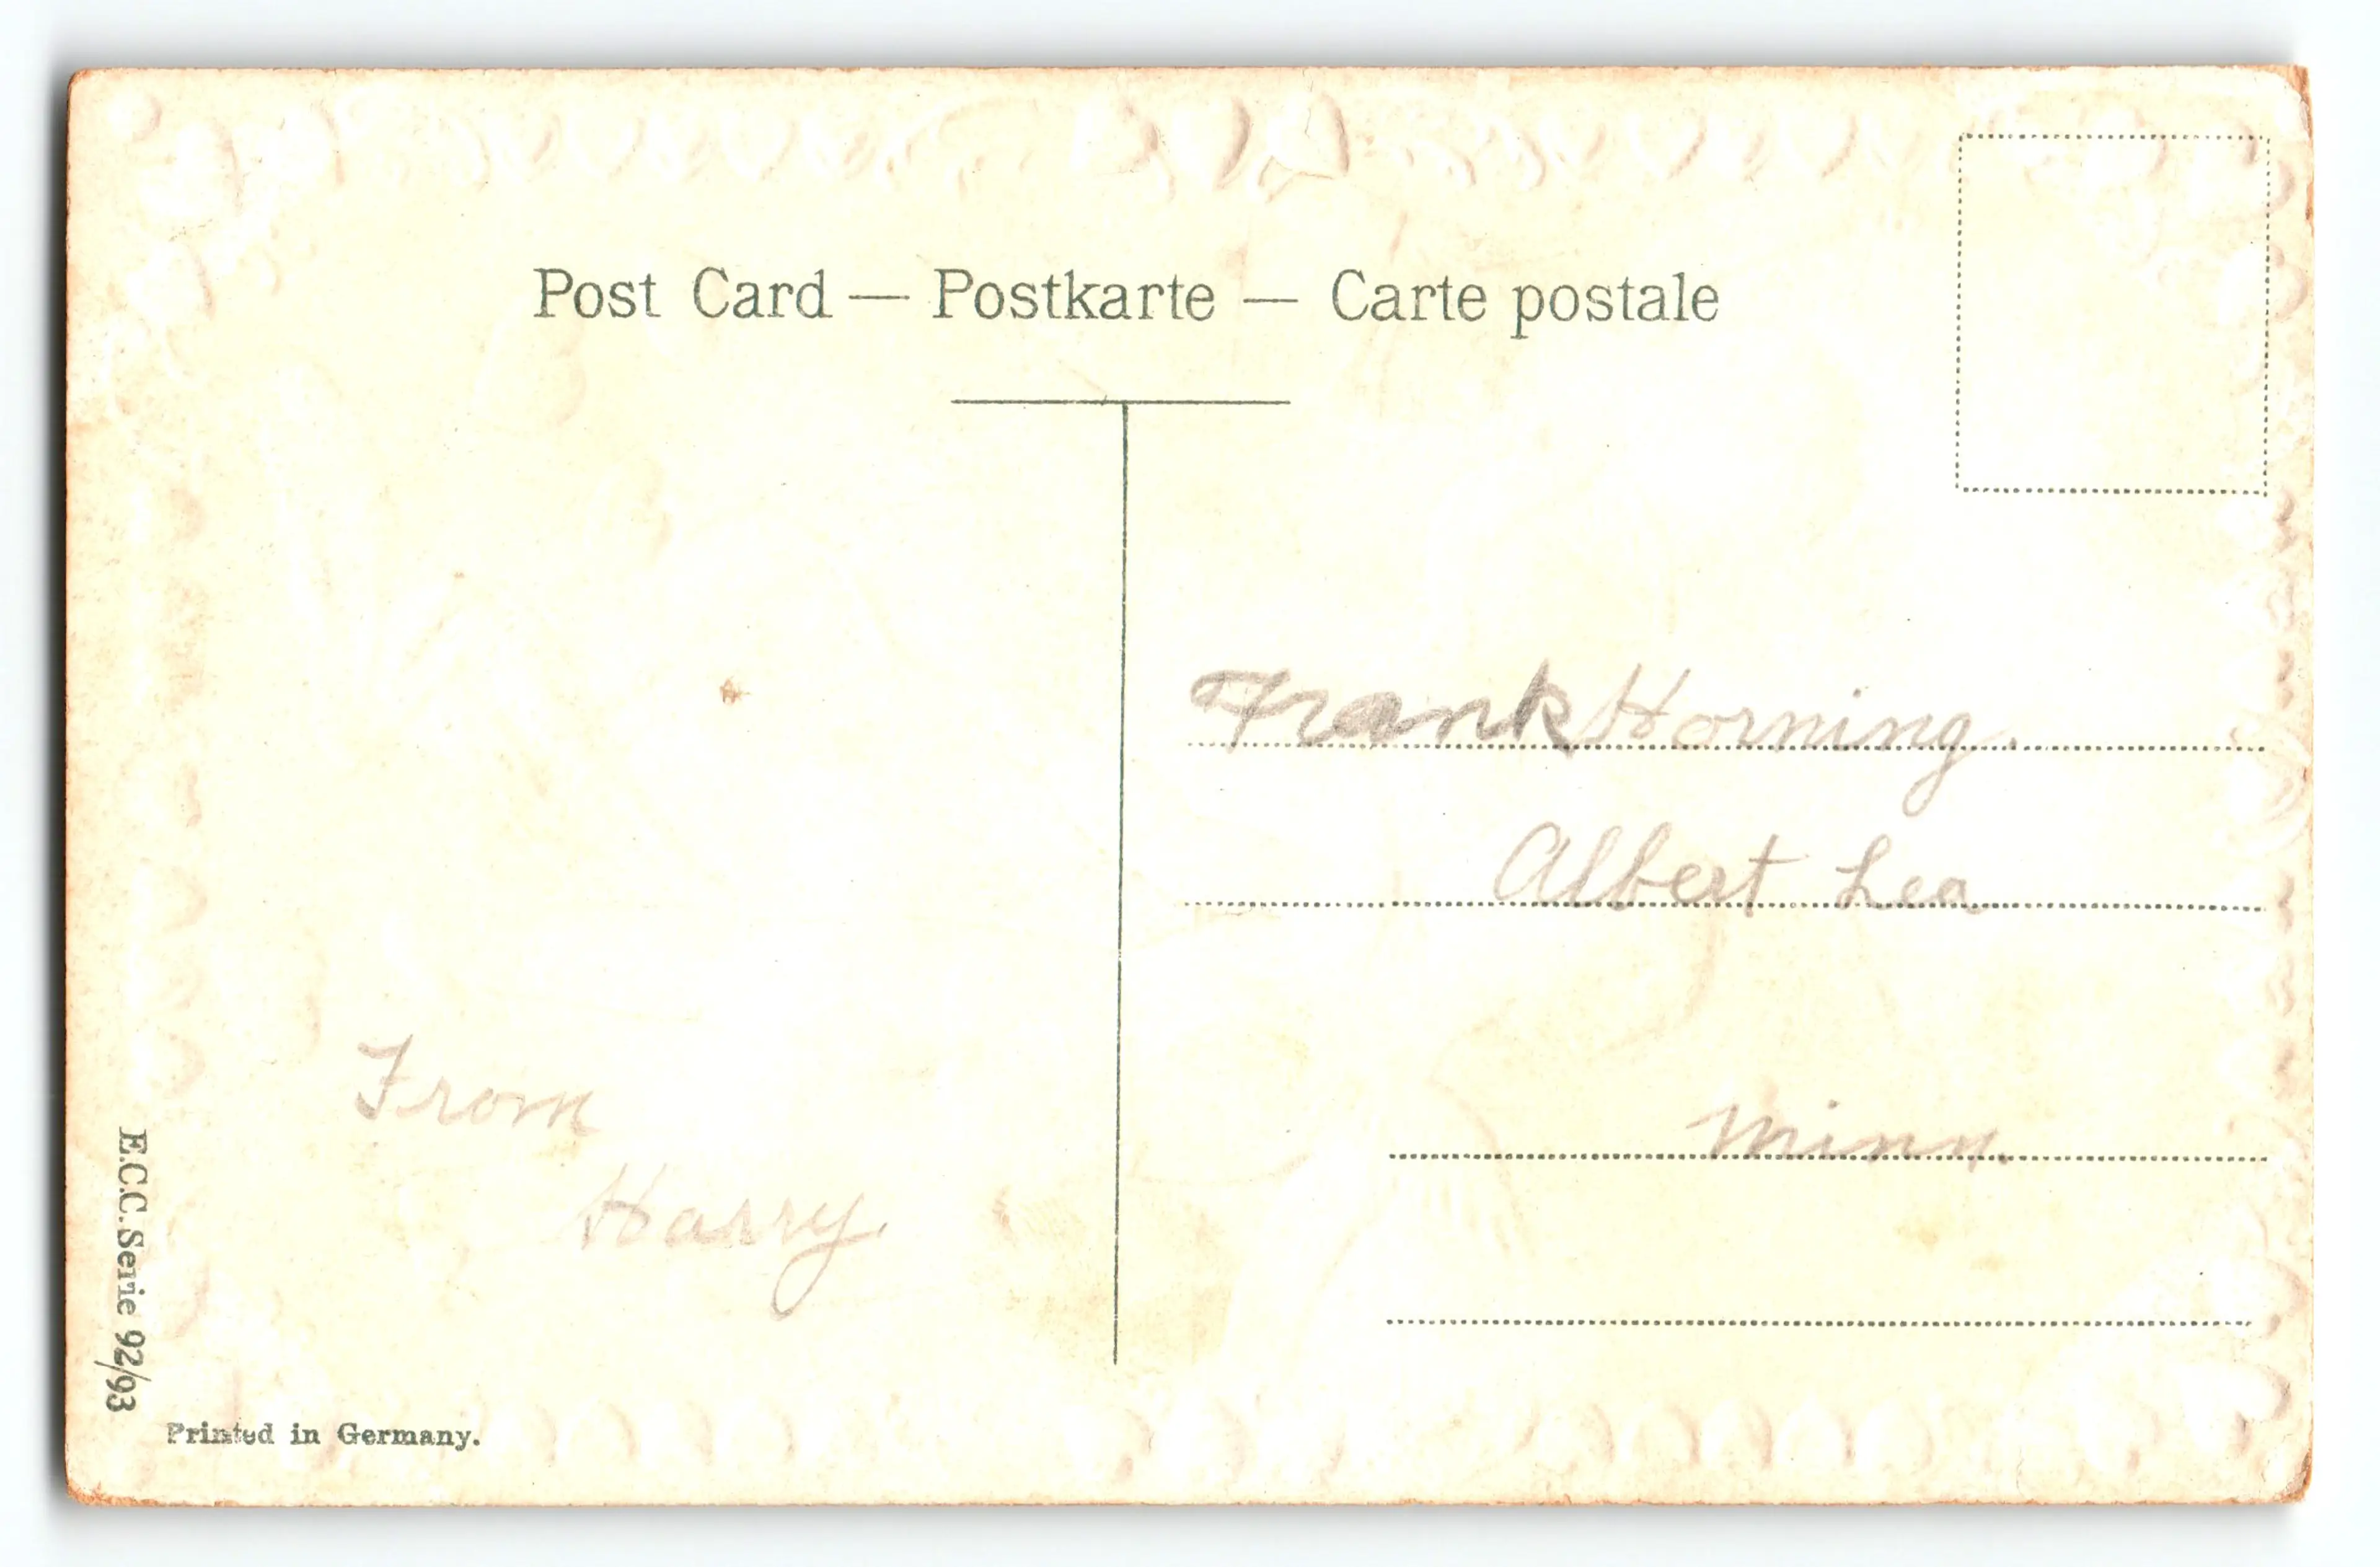 Post Card — Postkarte — Carte postale
Frank Horning.
Albert Lea
Minn.
From
Harry.
E.C.C. Serie 92/93
Printed in Germany.